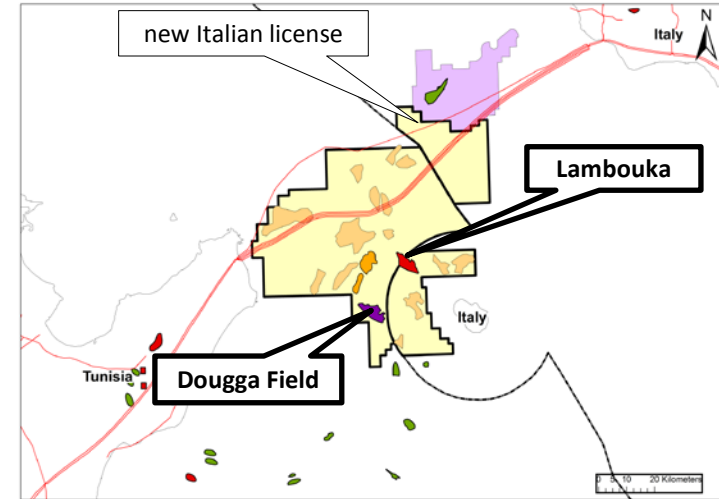 new Italian license
Italy
N
Lambouka
Italy
Dougga Field
Tunisia
0 5 10 20 Kilometers